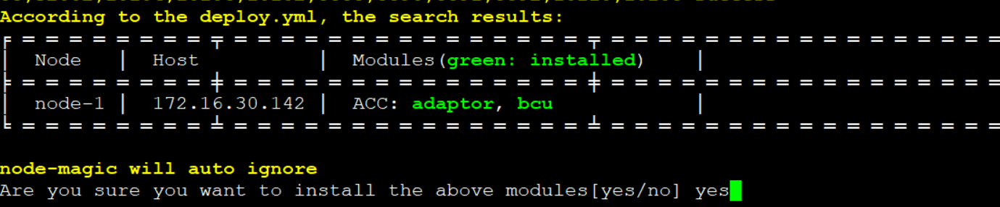 According to the deploy.yml, the search results:
Node | Host | Modules(green: installed) |
node-1 | 172.16.30.142 | ACC: adaptor, bcu |
node-magic will auto ignore
Are you sure you want to install the above modules[yes/no] yes